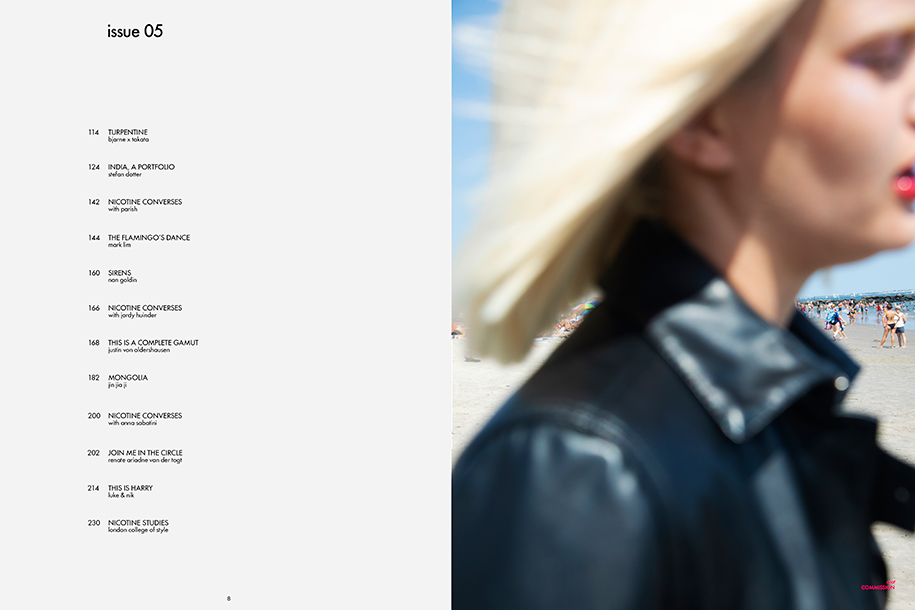 issue 05
114 TURPENTINE
bjarne x takata
124 INDIA, A PORTFOLIO
stefan dotter
142 NICOTINE CONVERSES
with parish
144 THE FLAMINGO'S DANCE
mark lim
160 SIRENS
nan goldin
166 NICOTINE CONVERSES
with jordy huinder
168 THIS IS A COMPLETE GAMUT
justin von oldershausen
182 MONGOLIA
jin jia ji
200 NICOTINE CONVERSES
with anna sabatini
202 JOIN ME IN THE CIRCLE
renate ariadne van der togt
214 THIS IS HARRY
luke & nik
230 NICOTINE STUDIES
london college of style
8